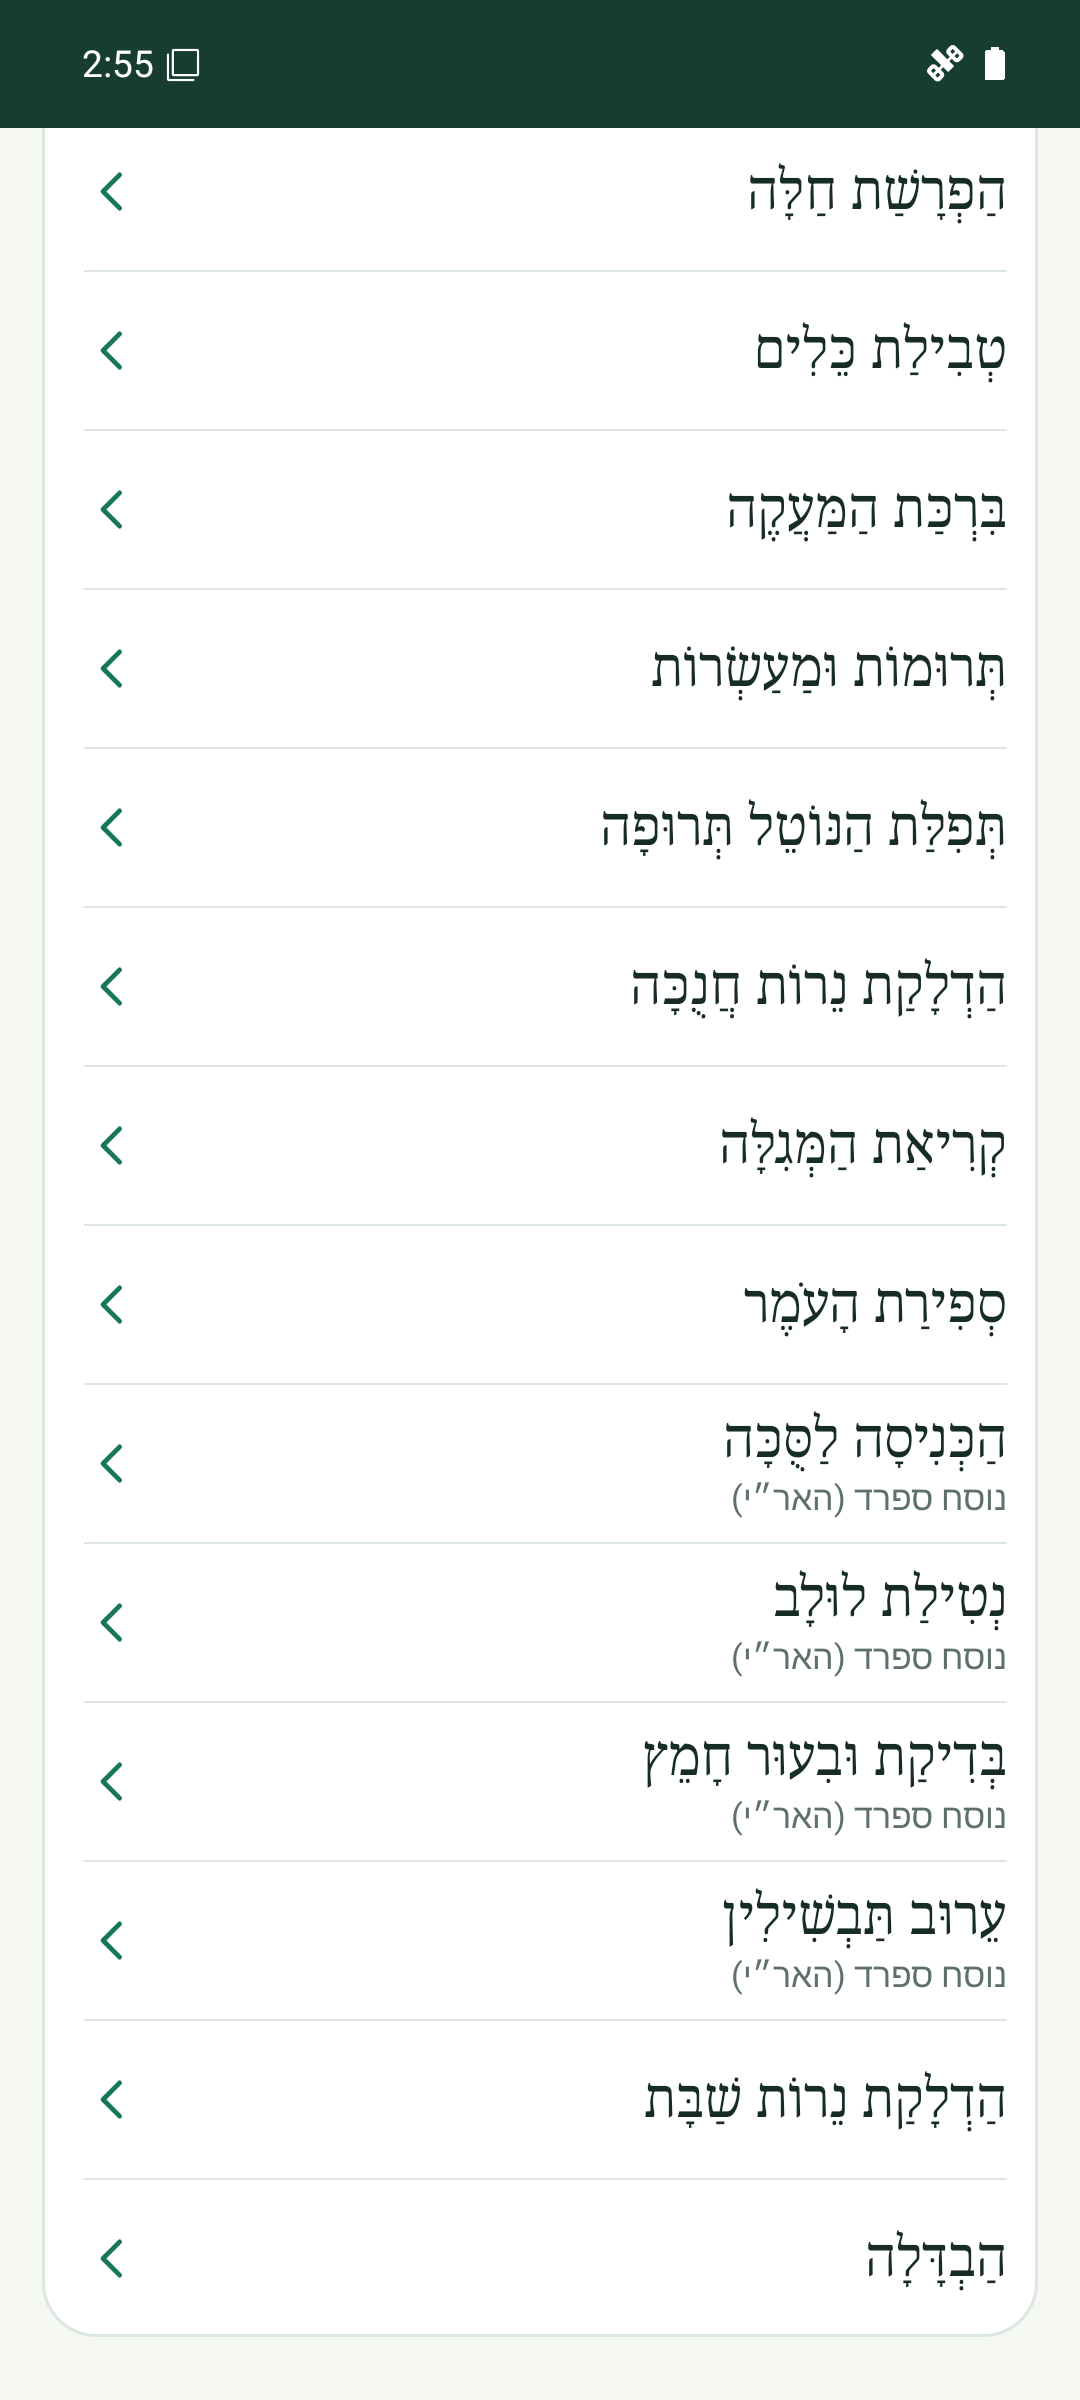 2:55
הַפְרָשַׁת חַלָּה
טְבִילַת כֵּלִים
בִּרְכַּת הַמַּעֲקֶה
תְּרוּמוֹת וּמַעַשְׂרוֹת
תְּפִלַּת הַנּוֹטֵל תְּרוּפָה
הַדְלָקַת נֵרוֹת חֲנֻכָּה
קְרִיאַת הַמְּגִלָּה
סְפִירַת הָעֹמֶר
הַכְּנִיסָה לַסֻּכָּה
נוסח ספרד (האר״י)
נְטִילַת לוּלָב
נוסח ספרד (האר״י)
בְּדִיקַת וּבִעוּר חָמֵץ
נוסח ספרד (האר״י)
עֵרוּב תַּבְשִׁילִין
נוסח ספרד (האר״י)
הַדְלָקַת נֵרוֹת שַׁבָּת
הַבְדָּלָה